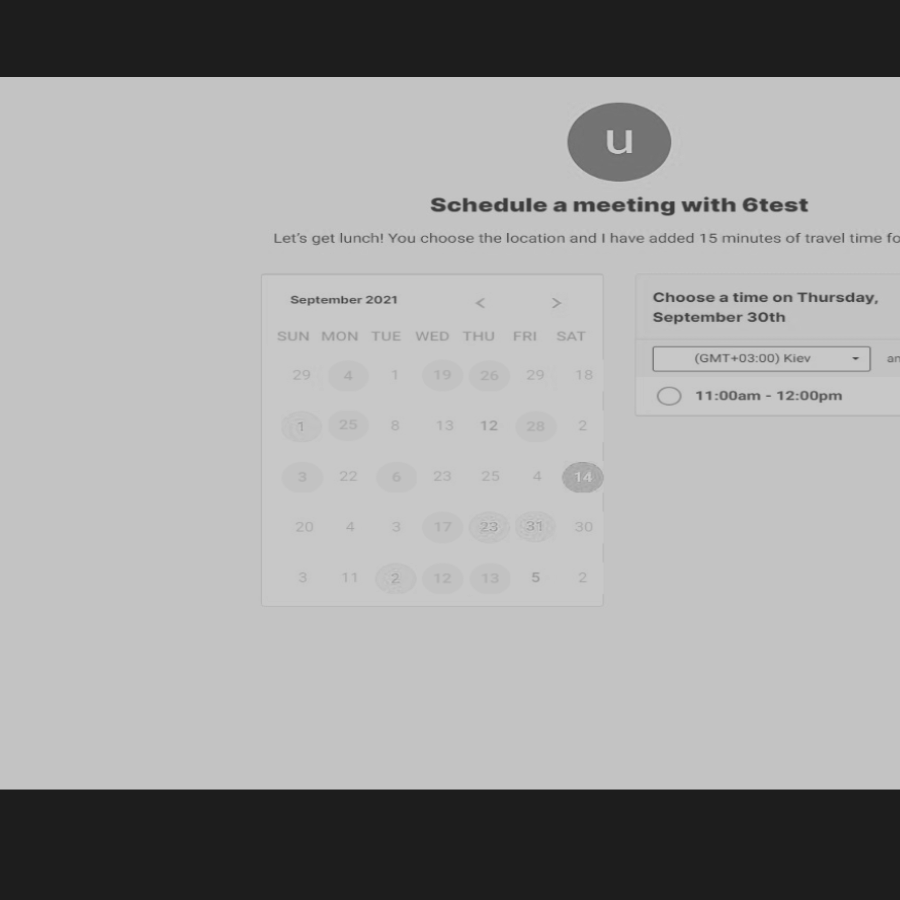 u
Schedule a meeting with 6test
Let's get lunch! You choose the location and I have added 15 minutes of travel time
September 2021 < >
SUN MON TUE WED THU FRI SAT
29 4 1 19 26 29 18
1 25 8 13 12 28 2
3 22 6 23 25 4 14
20 4 3 17 23 31 30
3 11 2 12 13 5 2
Choose a time on Thursday,
September 30th
(GMT+03:00) Kiev
11:00am - 12:00pm